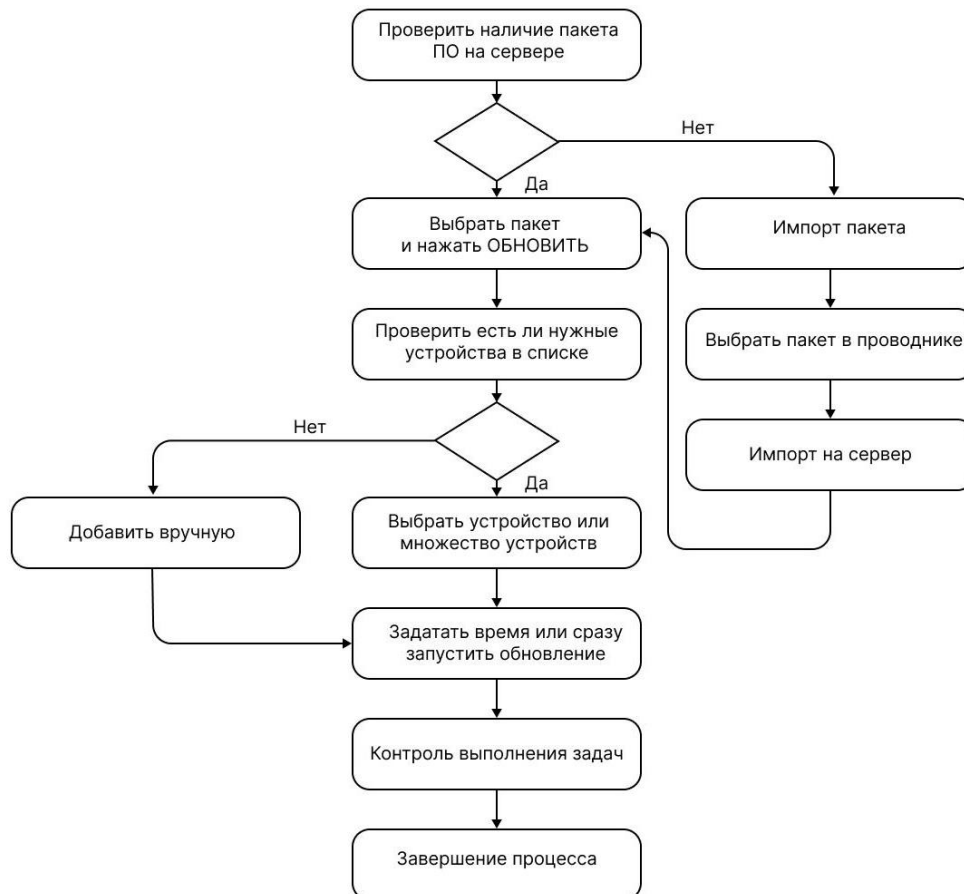 Проверить наличие пакета
ПО на сервере
Нет
Да
Выбрать пакет
и нажать ОБНОВИТЬ
Импорт пакета
Проверить есть ли нужные
устройства в списке
Выбрать пакет в проводнике
Нет
Да
Импорт на сервер
Добавить вручную
Выбрать устройство или
множество устройств
Задатать время или сразу
запустить обновление
Контроль выполнения задач
Завершение процесса